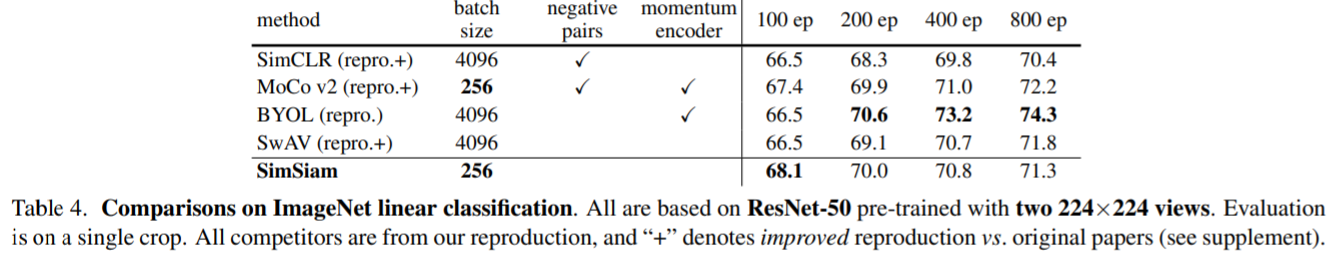 method batch size negative pairs momentum encoder 100 ep 200 ep 400 ep 800 ep
SimCLR (repro.+) 4096 ✓ 66.5 68.3 69.8 70.4
MoCo v2 (repro.+) 256 ✓ ✓ 67.4 69.9 71.0 72.2
BYOL (repro.) 4096 ✓ 66.5 70.6 73.2 74.3
SwAV (repro.+) 4096 66.5 69.1 70.7 71.8
SimSiam 256 68.1 70.0 70.8 71.3
Table 4. Comparisons on ImageNet linear classification. All are based on ResNet-50 pre-trained with two 224×224 views. Evaluation
is on a single crop. All competitors are from our reproduction, and “+” denotes improved reproduction vs. original papers (see supplement).